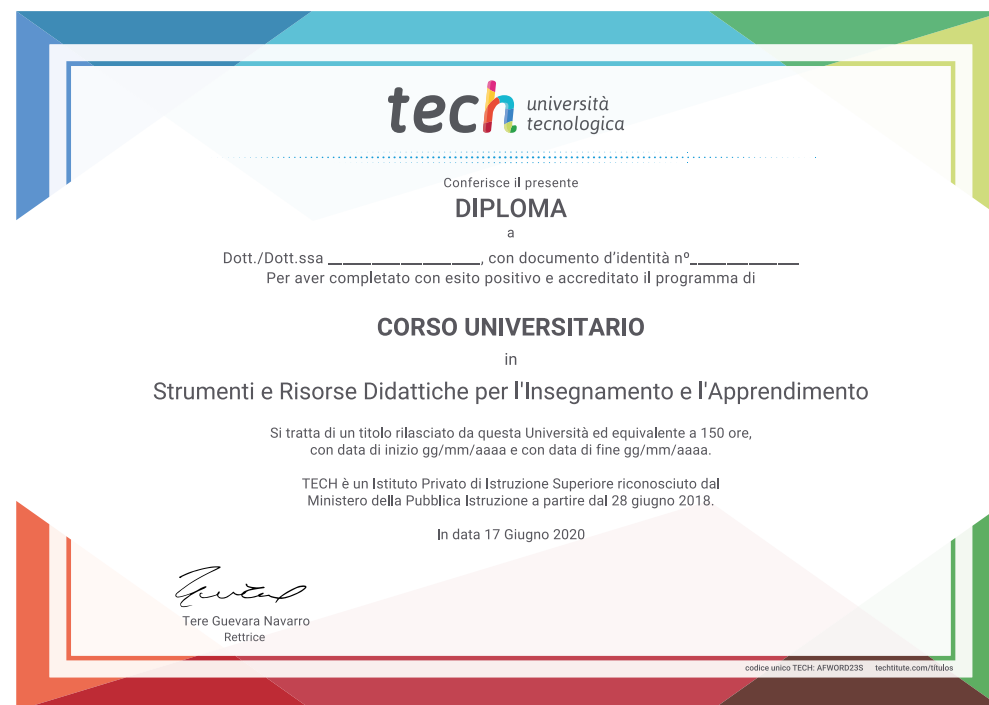 tech università
tecnologica
Conferisce il presente
DIPLOMA
a
Dott./Dott.ssa ____________________, con documento d'identità nº______________
Per aver completato con esito positivo e accreditato il programma di
CORSO UNIVERSITARIO
in
Strumenti e Risorse Didattiche per l'Insegnamento e l'Apprendimento
Si tratta di un titolo rilasciato da questa Università ed equivalente a 150 ore,
con data di inizio gg/mm/aaaa e con data di fine gg/mm/aaaa.
TECH è un Istituto Privato di Istruzione Superiore riconosciuto dal
Ministero della Pubblica Istruzione a partire dal 28 giugno 2018.
In data 17 Giugno 2020
Tere Guevara Navarro
Rettrice
codice unico TECH: AFWORD23S techtitute.com/títulos